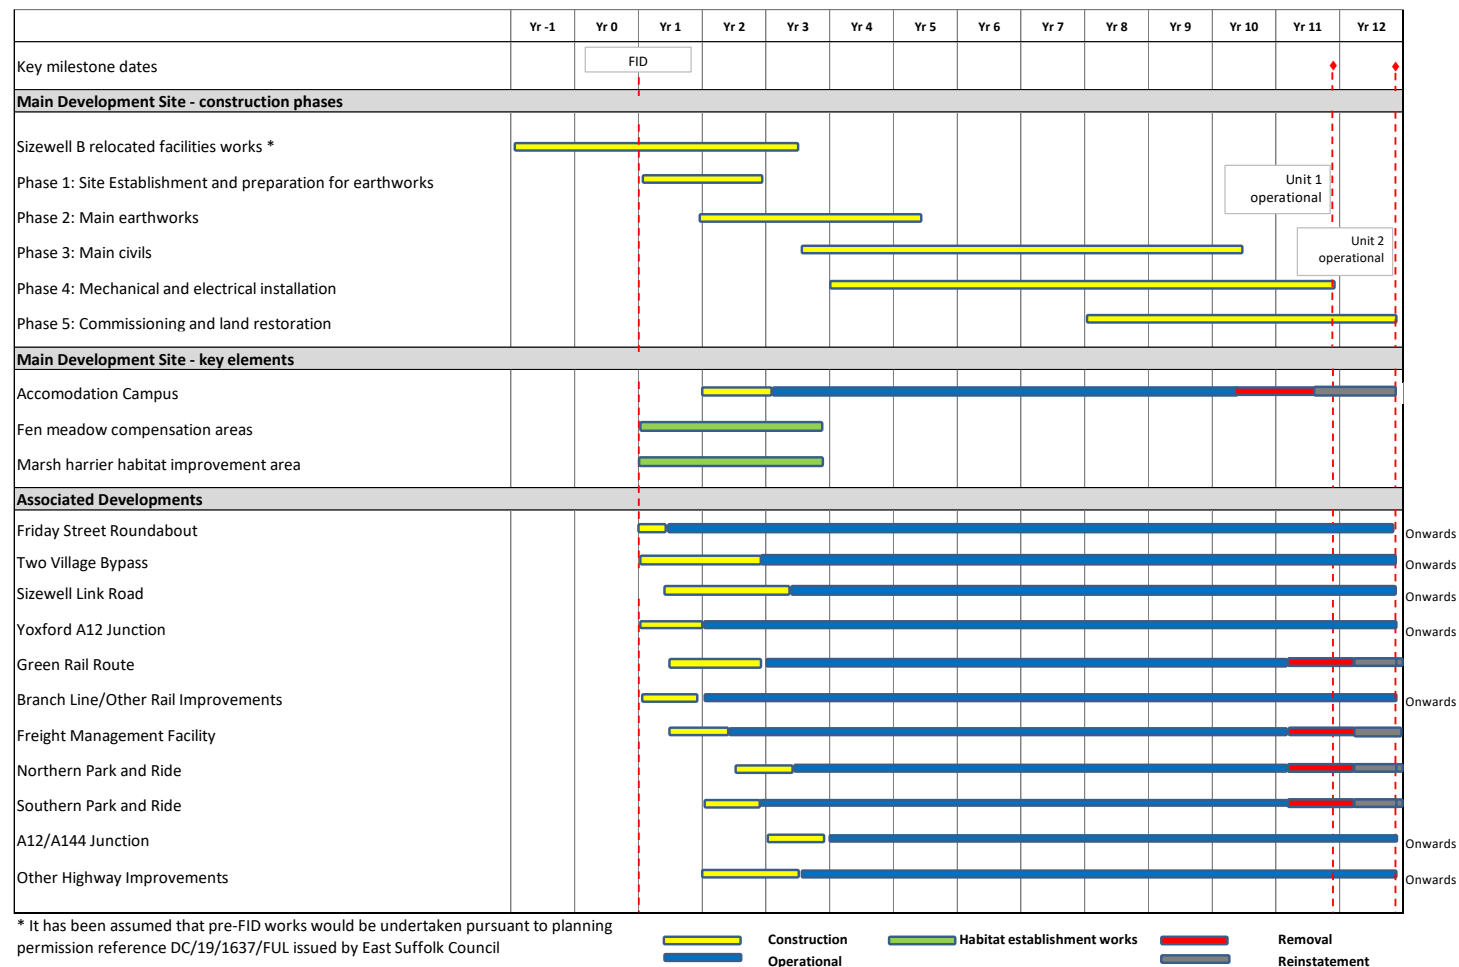 Yr -1 Yr 0 Yr 1 Yr 2 Yr 3 Yr 4 Yr 5 Yr 6 Yr 7 Yr 8 Yr 9 Yr 10 Yr 11 Yr 12
Key milestone dates
FID
Main Development Site - construction phases
Sizewell B relocated facilities works *
Phase 1: Site Establishment and preparation for earthworks
Unit 1
operational
Phase 2: Main earthworks
Phase 3: Main civils
Unit 2
operational
Phase 4: Mechanical and electrical installation
Phase 5: Commissioning and land restoration
Main Development Site - key elements
Accomodation Campus
Fen meadow compensation areas
Marsh harrier habitat improvement area
Associated Developments
Friday Street Roundabout Onwards
Two Village Bypass Onwards
Sizewell Link Road Onwards
Yoxford A12 Junction Onwards
Green Rail Route
Branch Line/Other Rail Improvements Onwards
Freight Management Facility
Northern Park and Ride
Southern Park and Ride
A12/A144 Junction Onwards
Other Highway Improvements Onwards
* It has been assumed that pre-FID works would be undertaken pursuant to planning
permission reference DC/19/1637/FUL issued by East Suffolk Council
Construction Habitat establishment works Removal
Operational Reinstatement